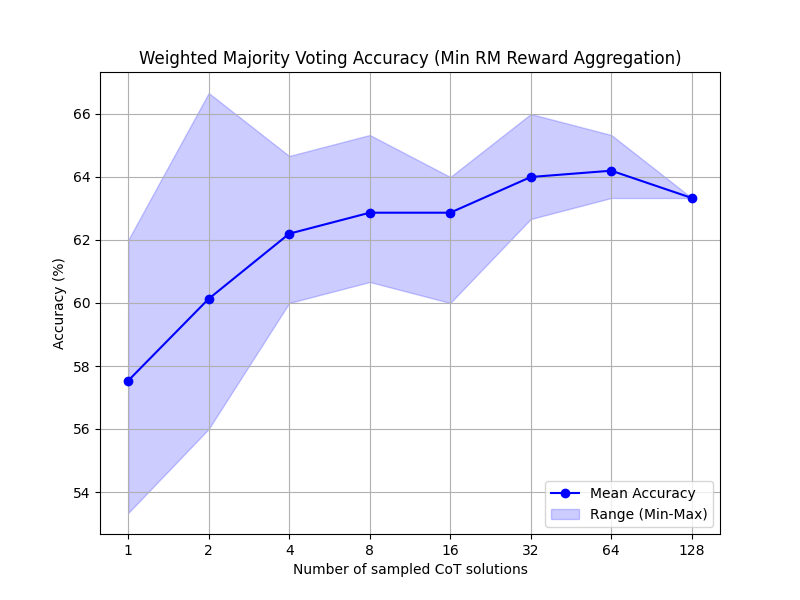 Weighted Majority Voting Accuracy (Min RM Reward Aggregation)
66
64
62
60
58
56
54
Accuracy (%)
1 2 4 8 16 32 64 128
Number of sampled CoT solutions
Mean Accuracy
Range (Min-Max)